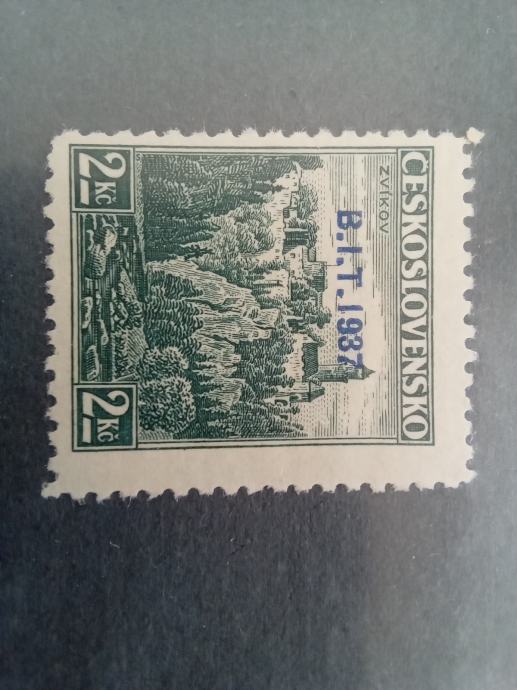 ČESKOSLOVENSKO
ZVÍKOV
B.I.T. 1937
2 Kč
2 Kč